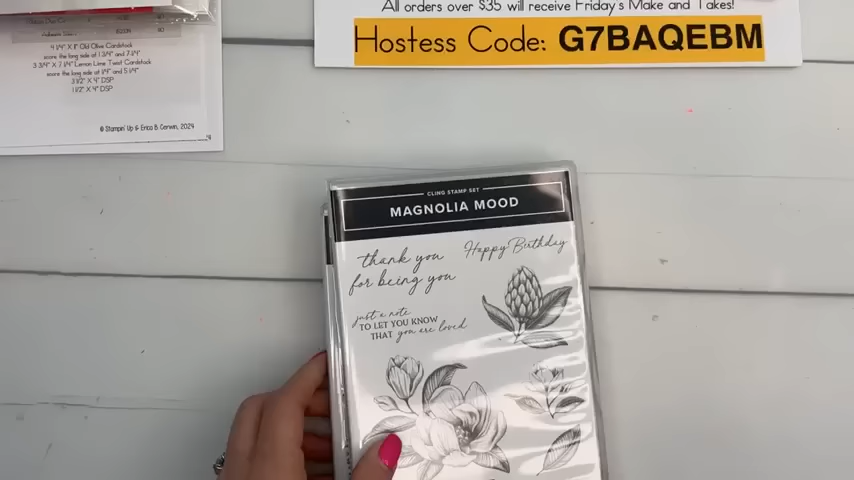 All orders over $35 will receive Friday's Make and Takes!
Hostess Code: G7BAQEBM
4 1/4" X 11" Old Olive Cardstock
score the long side at 1 3/4" and 7 1/4"
3 3/4" X 7 1/4" Lemon Lime Twist Cardstock
score the long side at 1/4" and 5 1/4"
3 1/2" X 4" DSP
1 1/2" X 4" DSP
© Stampin' Up & Erica B. Cerwin, 2024
CLING STAMP SET
MAGNOLIA MOOD
thank you
for being you
Happy Birthday
just a note
TO LET YOU KNOW
THAT you are loved